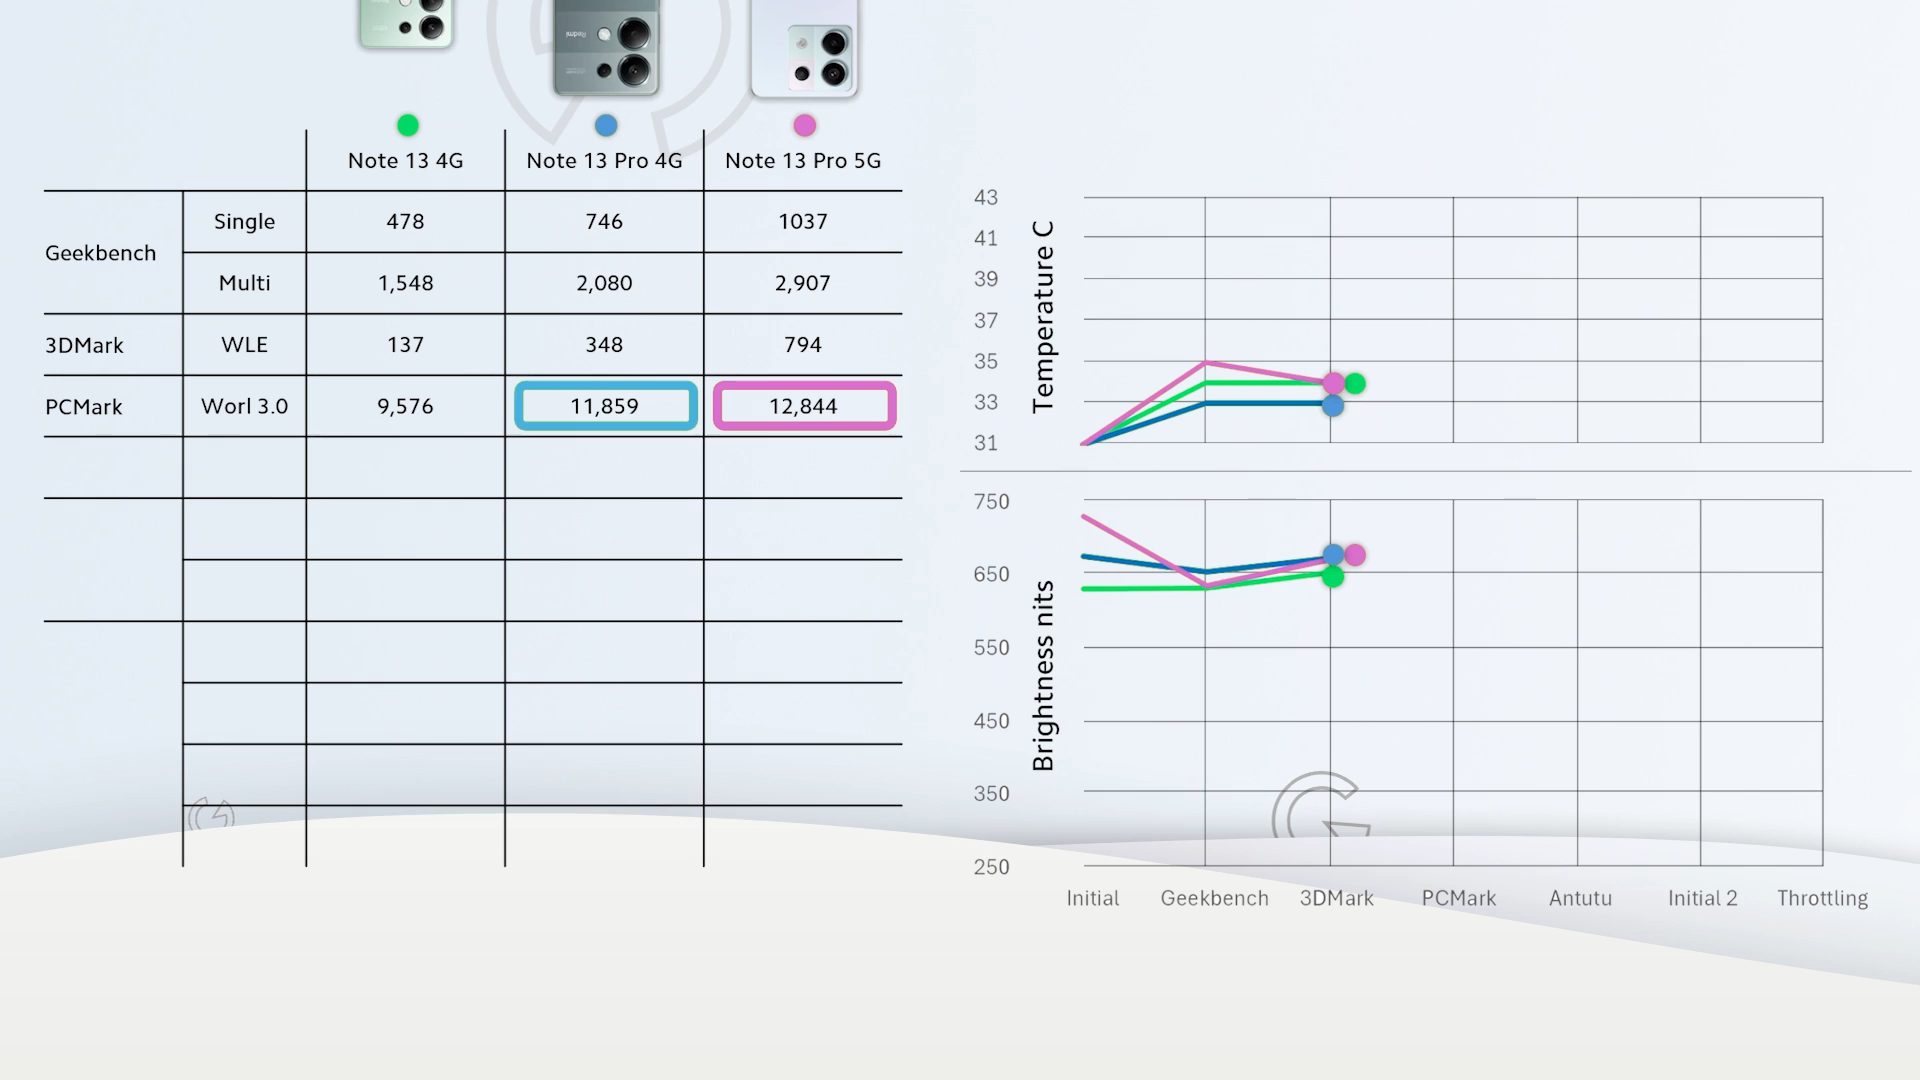 Note 13 4G
Note 13 Pro 4G
Note 13 Pro 5G
Geekbench
Single
478
746
1037
Multi
1,548
2,080
2,907
3DMark
WLE
137
348
794
PCMark
Worl 3.0
9,576
11,859
12,844
Temperature C
43
41
39
37
35
33
31
Brightness nits
750
650
550
450
350
250
Initial
Geekbench
3DMark
PCMark
Antutu
Initial 2
Throttling
Redmi